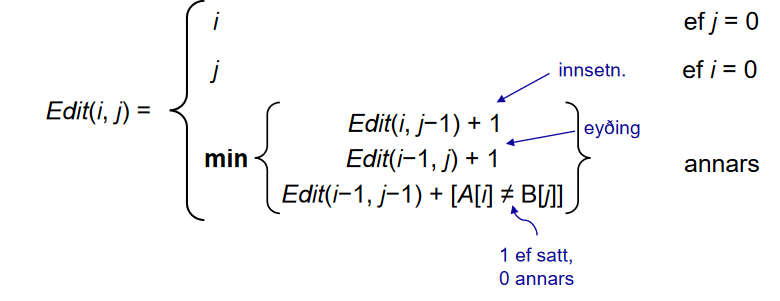 i ef j = 0
j ef i = 0
innsetn.
Edit(i, j) =
Edit(i, j−1) + 1
eyðing
min Edit(i−1, j) + 1 annars
Edit(i−1, j−1) + [A[i] ≠ B[j]]
1 ef satt,
0 annars